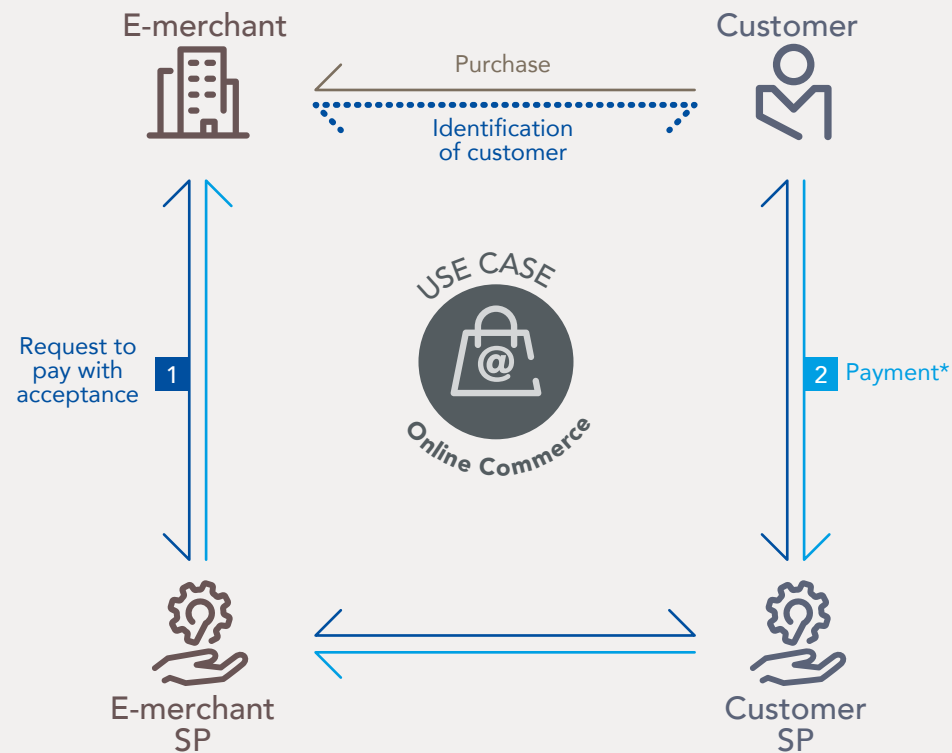 E-merchant
Customer
Purchase
Identification
of customer
USE CASE
@
Online Commerce
Request to
pay with
acceptance
1
2
Payment*
E-merchant
SP
Customer
SP